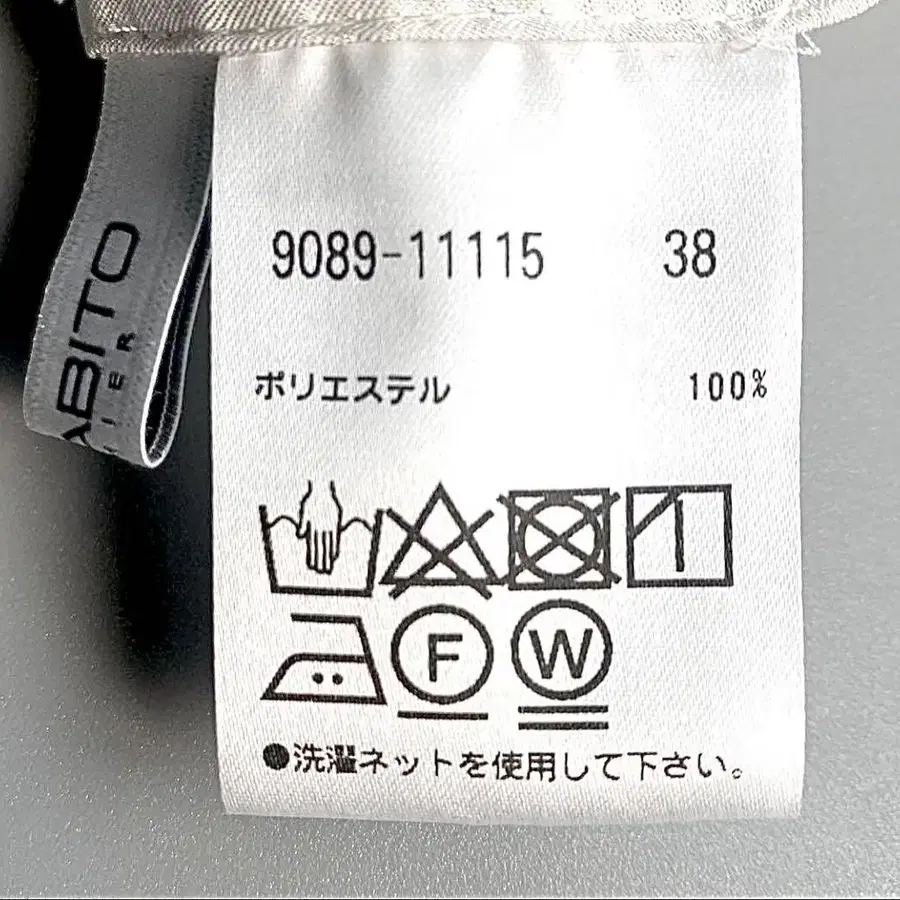 9089-11115 38
ポリエステル 100%
F W
●洗濯ネットを使用して下さい。
ABITO
IER